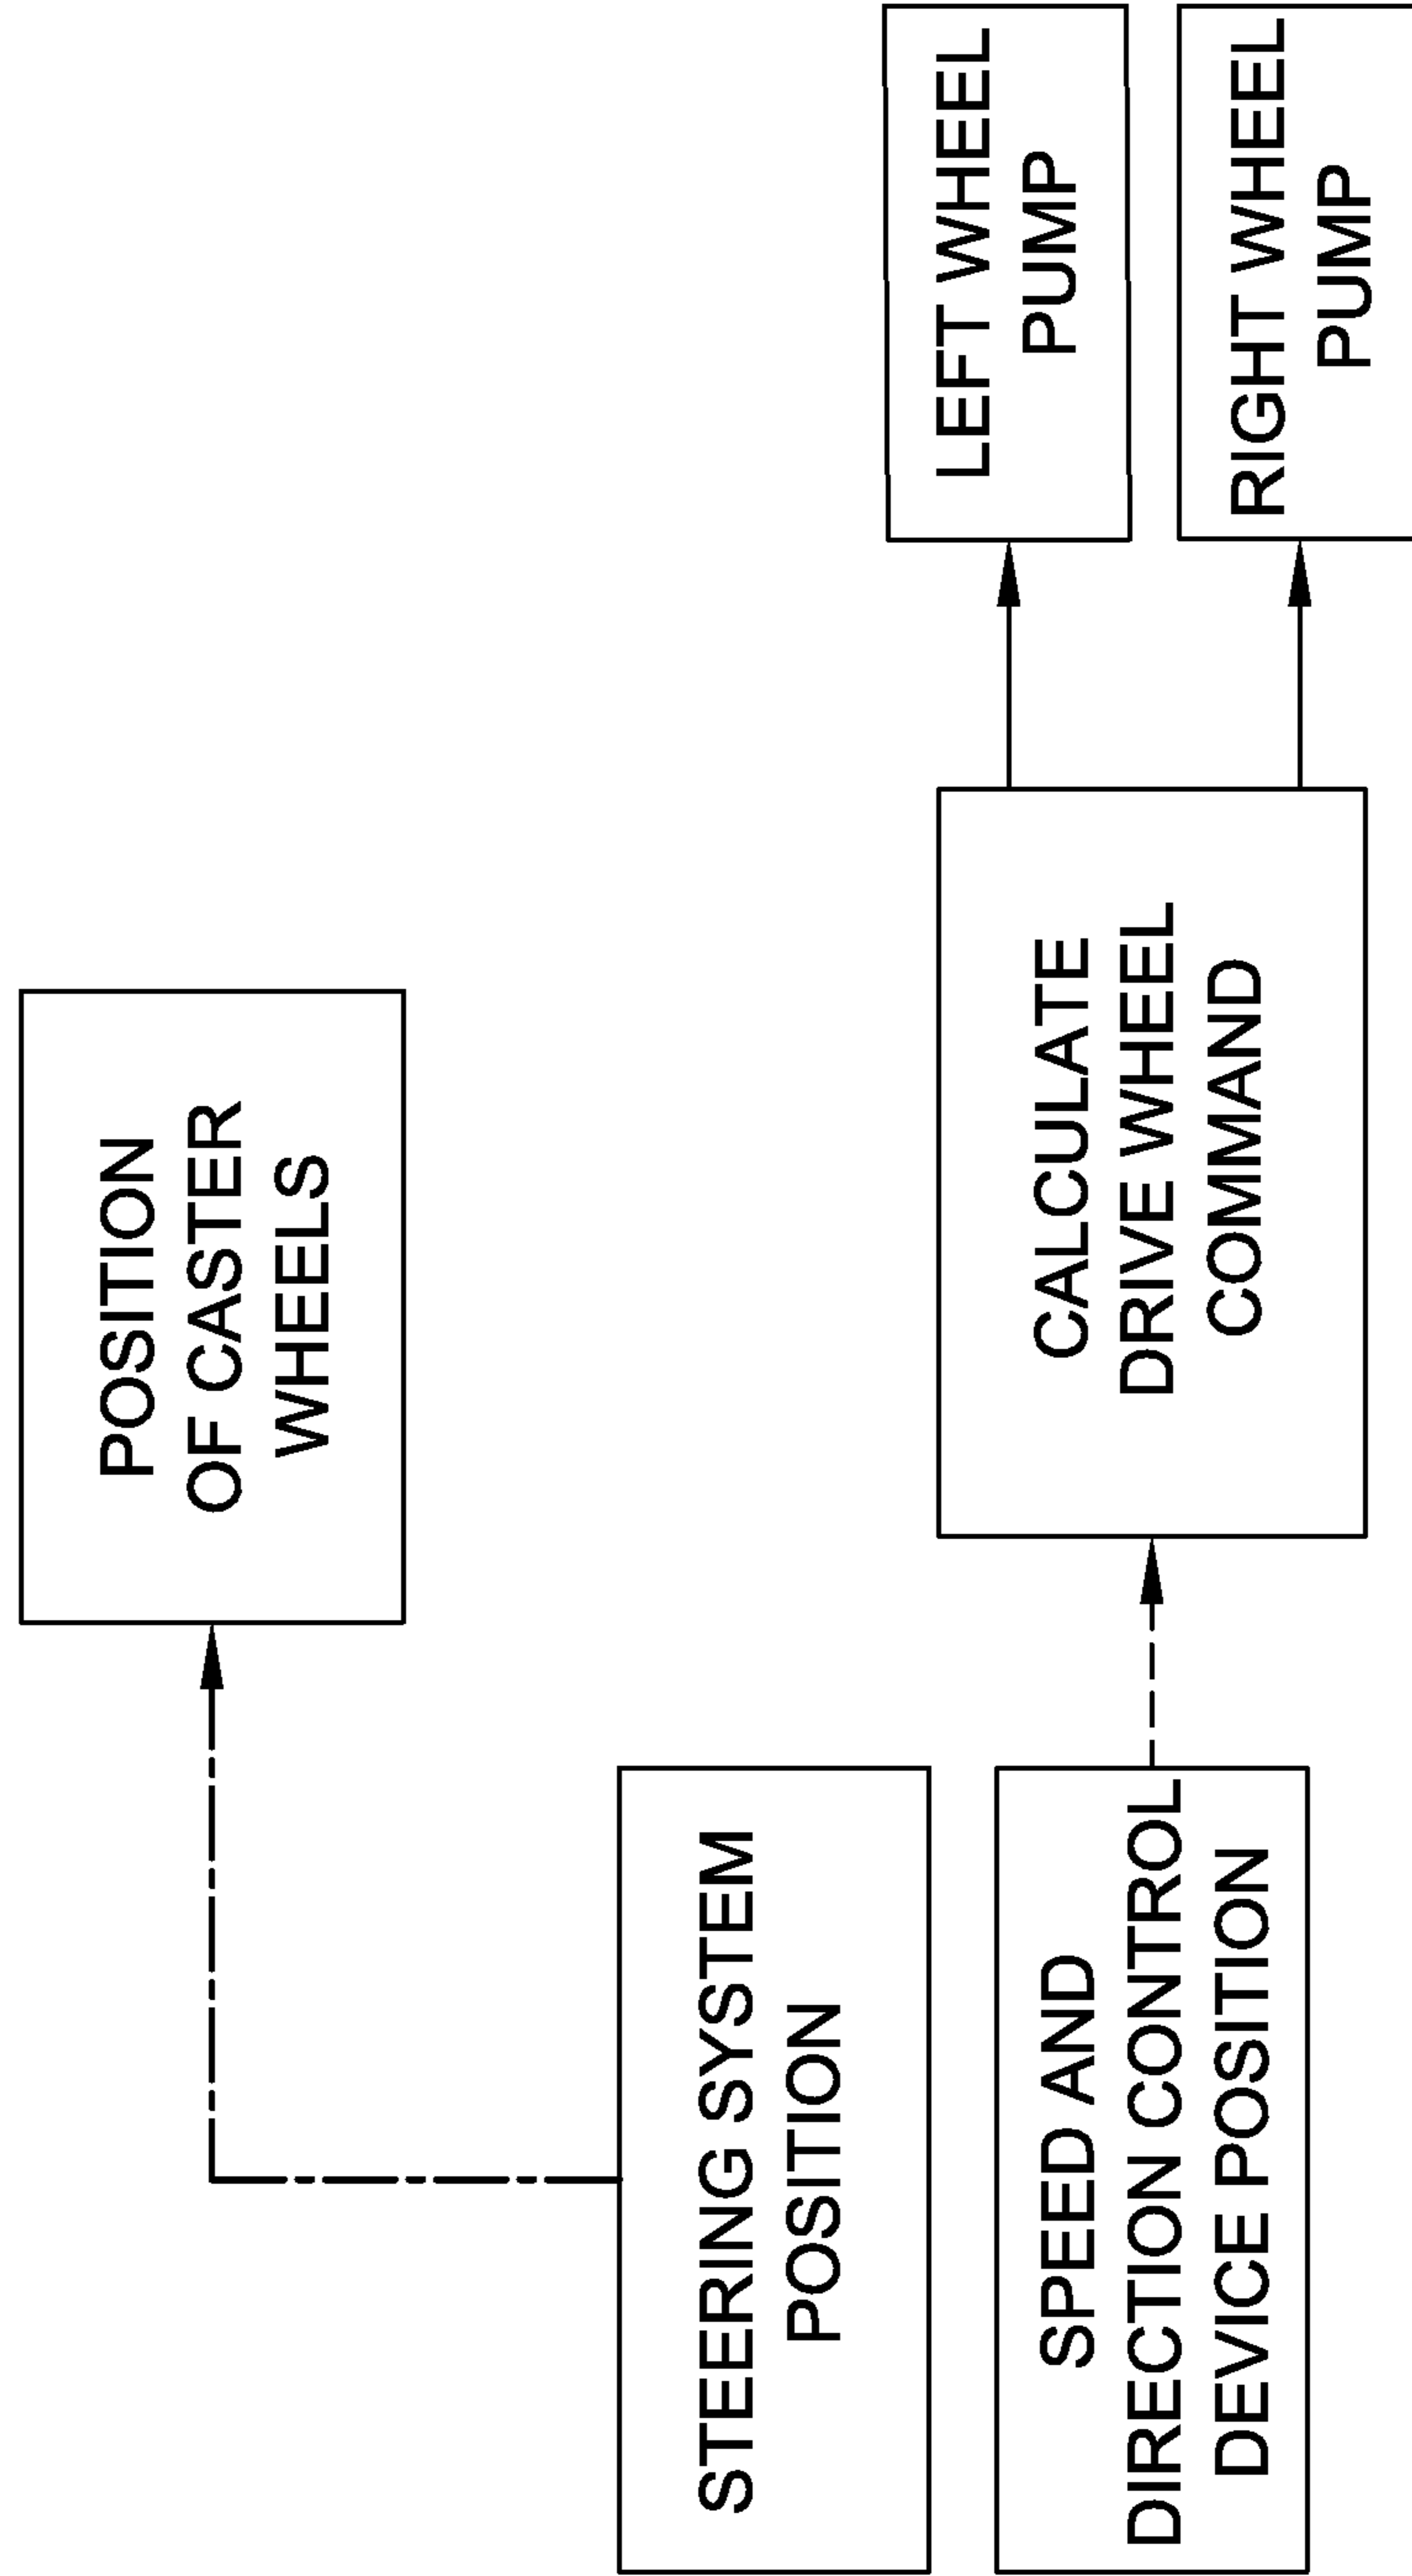 POSITION
OF CASTER
WHEELS
STEERING SYSTEM
POSITION
SPEED AND
DIRECTION CONTROL
DEVICE POSITION
CALCULATE
DRIVE WHEEL
COMMAND
LEFT WHEEL
PUMP
RIGHT WHEEL
PUMP